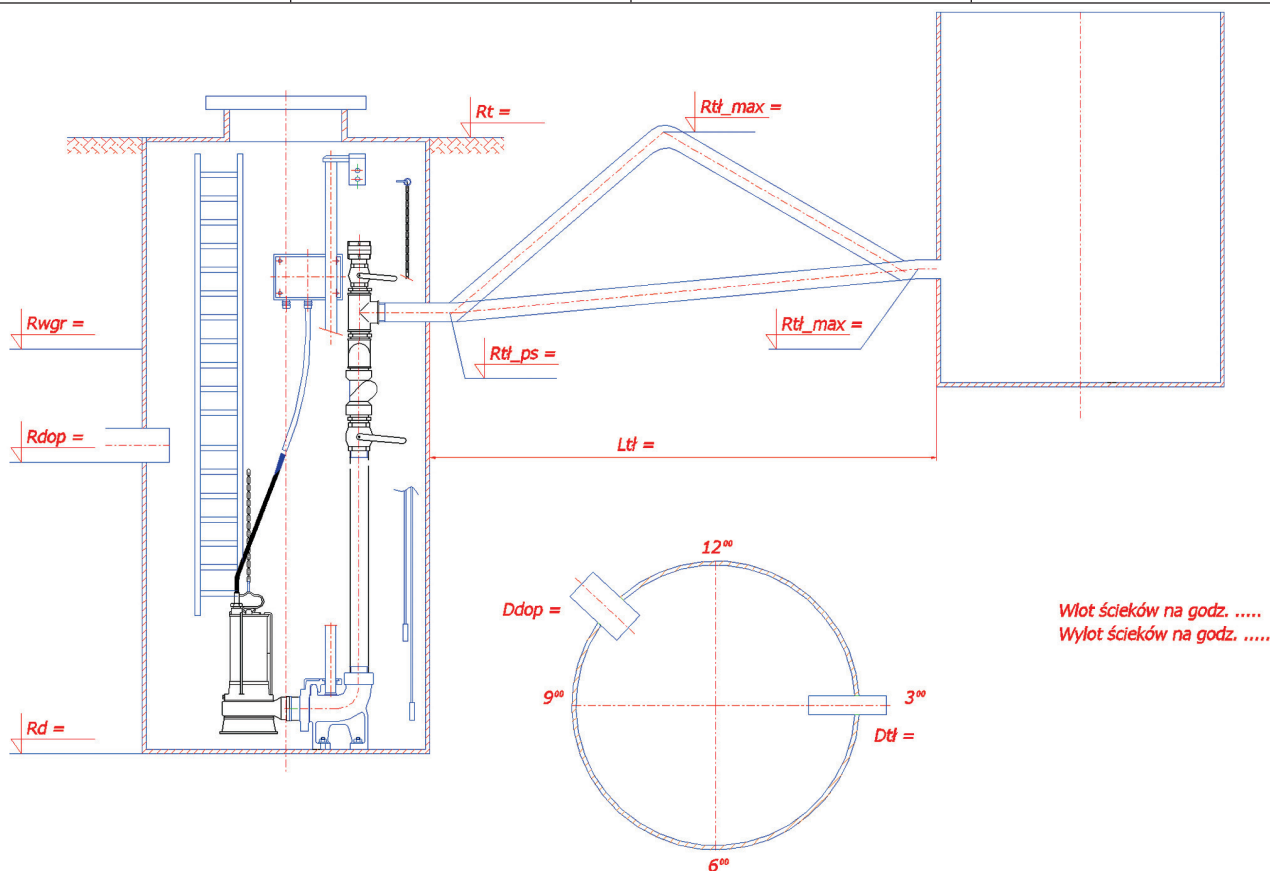 Rt =
Rtł_max =
Rwgr =
Rtł_ps =
Rtł_max =
Rdop =
Ltł =
12⁰⁰
Ddop =
Wlot ścieków na godz. .....
Wylot ścieków na godz. .....
9⁰⁰
3⁰⁰
Rd =
Dtł =
6⁰⁰